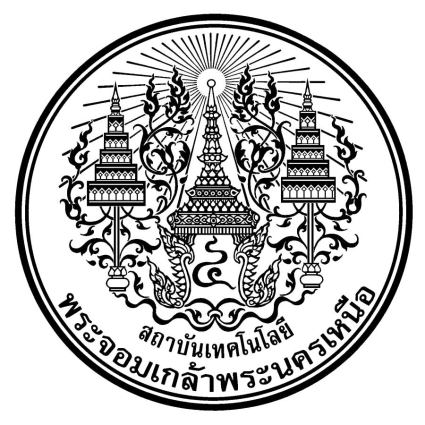 ๔
สถาบันเทคโนโลยี
พระจอมเกล้าพระนครเหนือ